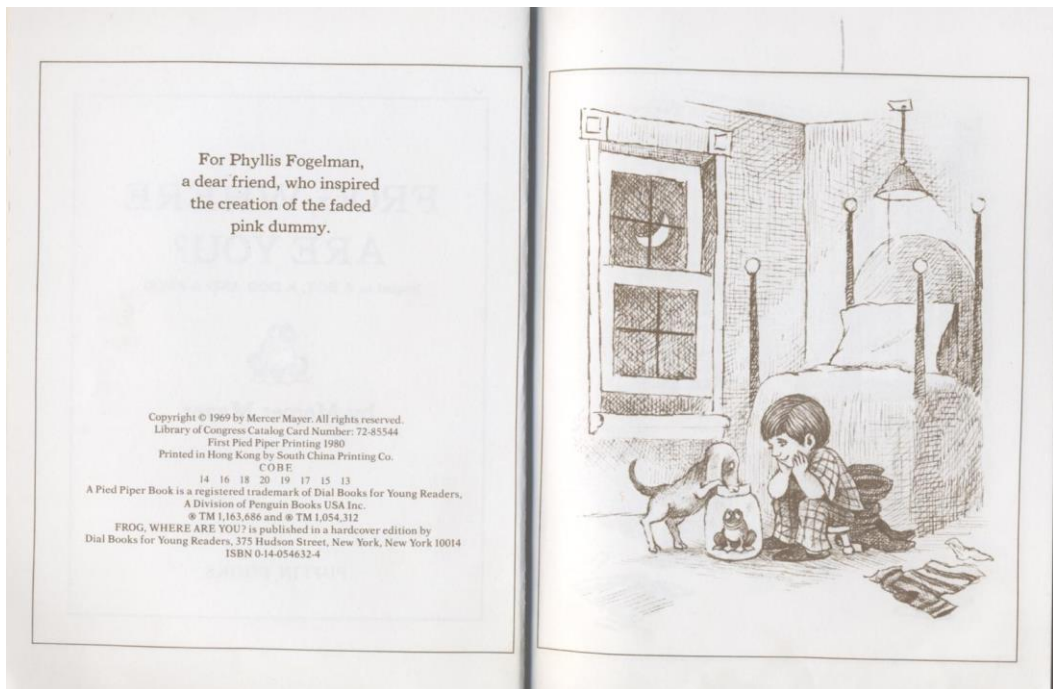 For Phyllis Fogelman,
a dear friend, who inspired
the creation of the faded
pink dummy.
Copyright © 1969 by Mercer Mayer. All rights reserved.
Library of Congress Catalog Card Number: 72-85544
First Pied Piper Printing 1980
Printed in Hong Kong by South China Printing Co.
COBE
14 16 18 20 19 17 15 13
A Pied Piper Book is a registered trademark of Dial Books for Young Readers,
A Division of Penguin Books USA Inc.
® TM 1,163,686 and ® TM 1,054,312
FROG, WHERE ARE YOU? is published in a hardcover edition by
Dial Books for Young Readers, 375 Hudson Street, New York, New York 10014
ISBN 0-14-054632-4